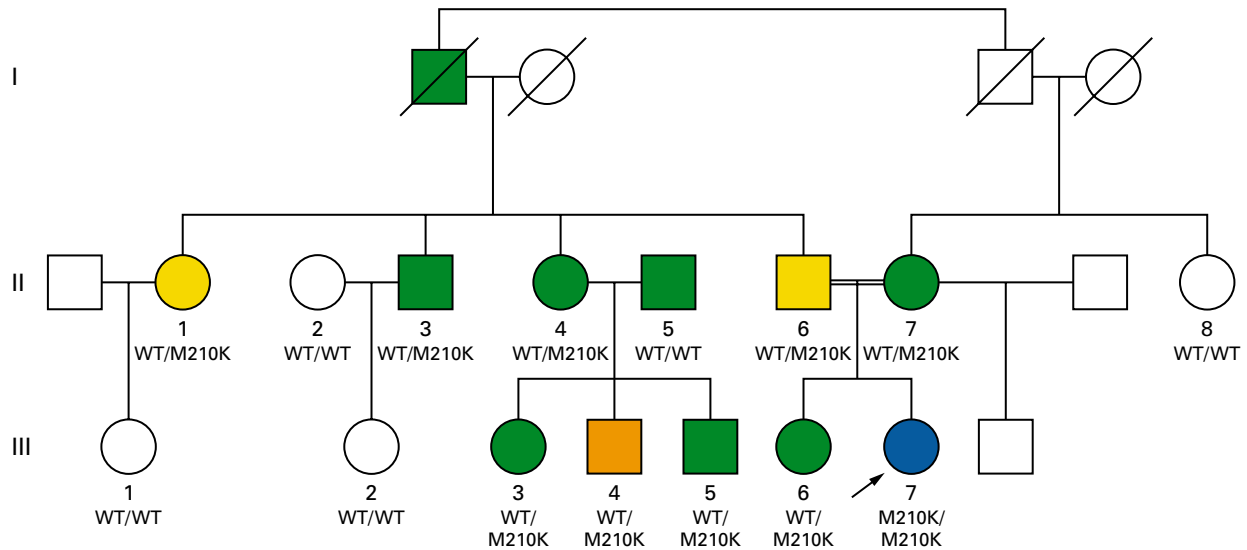 I
II
1 2 3 4 5 6 7 8
WT/M210K WT/WT WT/M210K WT/M210K WT/WT WT/M210K WT/M210K WT/WT
III
1 2 3 4 5 6 7
WT/WT WT/WT WT/ WT/ WT/ WT/ M210K/
M210K M210K M210K M210K M210K